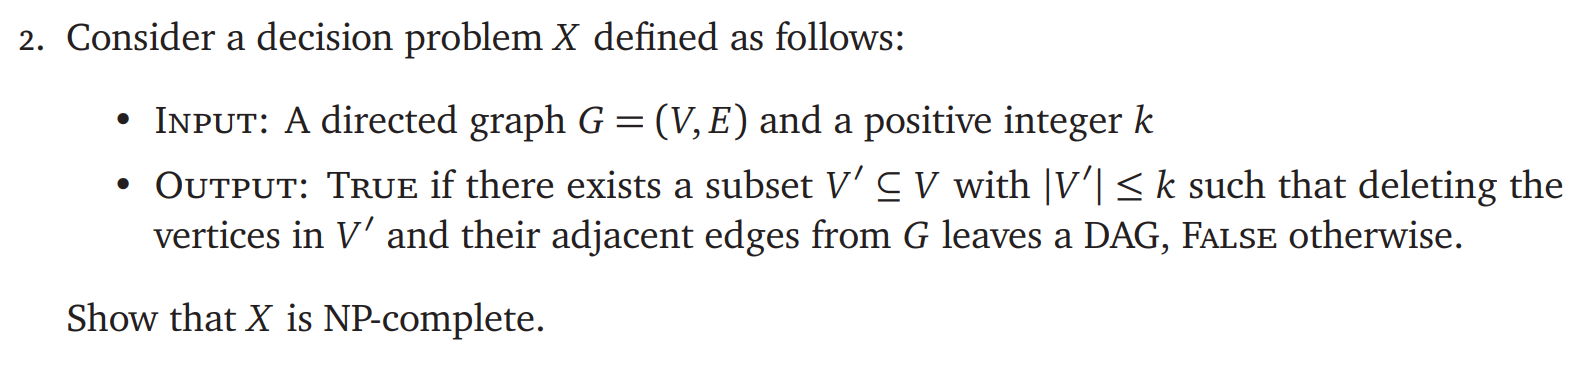 2. Consider a decision problem X defined as follows:
• INPUT: A directed graph G = (V, E) and a positive integer k
• OUTPUT: TRUE if there exists a subset V′ ⊆ V with |V′| ≤ k such that deleting the
vertices in V′ and their adjacent edges from G leaves a DAG, FALSE otherwise.
Show that X is NP-complete.